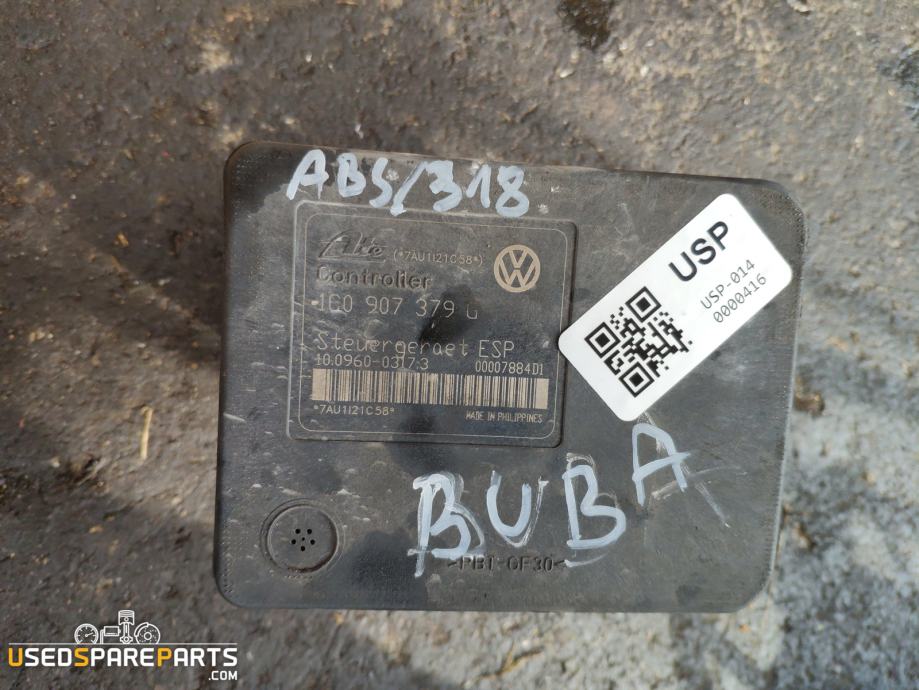 ABS/318
Ate (*7AU1I21C58*)
Controller
1C0 907 379
Steuergeraet ESP
10.0960-0317.3 00007884D1
*7AU1I21C58*
MADE IN PHILIPPINES
USP
USP-014
0000416
BUBA
>PBT-GF30<
USEDSPAREPARTS
.COM